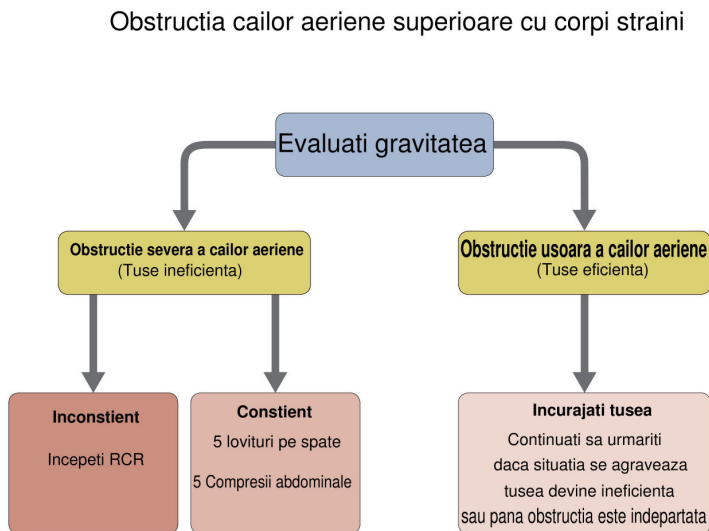 Obstructia cailor aeriene superioare cu corpi straini
Evaluati gravitatea
Obstructie severa a cailor aeriene
(Tuse ineficienta)
Obstructie usoara a cailor aeriene
(Tuse eficienta)
Inconstient
Incepeti RCR
Constient
5 lovituri pe spate
5 Compresii abdominale
Incurajati tusea
Continuati sa urmariti
daca situatia se agraveaza
tusea devine ineficienta
sau pana obstructia este indepartata